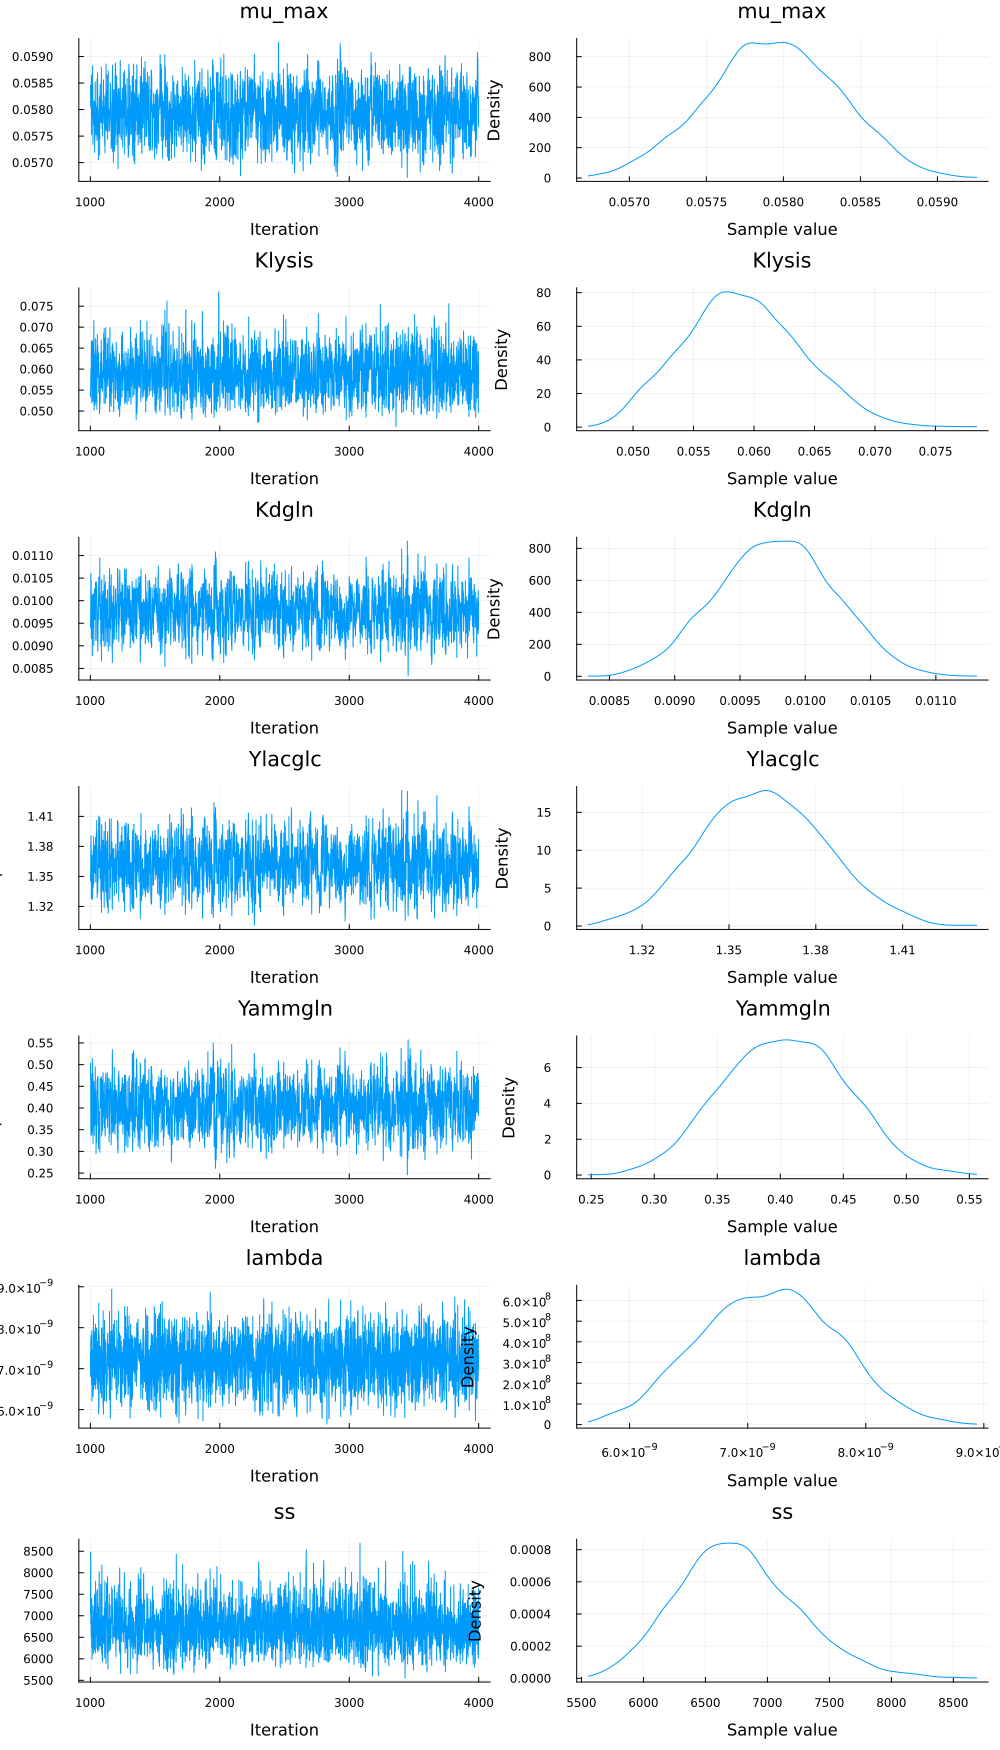 mu_max
mu_max
0.0590
0.0585
0.0580
0.0575
0.0570
1000 2000 3000 4000
Iteration
Density
800
600
400
200
0
0.0570 0.0575 0.0580 0.0585 0.0590
Sample value
Klysis
Klysis
0.075
0.070
0.065
0.060
0.055
0.050
1000 2000 3000 4000
Iteration
Density
80
60
40
20
0
0.050 0.055 0.060 0.065 0.070 0.075
Sample value
Kdgln
Kdgln
0.0110
0.0105
0.0100
0.0095
0.0090
0.0085
1000 2000 3000 4000
Iteration
Density
800
600
400
200
0
0.0085 0.0090 0.0095 0.0100 0.0105 0.0110
Sample value
Ylacglc
Ylacglc
1.41
1.38
1.35
1.32
1000 2000 3000 4000
Iteration
Density
15
10
5
0
1.32 1.35 1.38 1.41
Sample value
Yammgln
Yammgln
0.55
0.50
0.45
0.40
0.35
0.30
0.25
1000 2000 3000 4000
Iteration
Density
6
4
2
0
0.25 0.30 0.35 0.40 0.45 0.50 0.55
Sample value
lambda
lambda
9.0×10⁻⁹
8.0×10⁻⁹
7.0×10⁻⁹
6.0×10⁻⁹
1000 2000 3000 4000
Iteration
Density
6.0×10⁸
5.0×10⁸
4.0×10⁸
3.0×10⁸
2.0×10⁸
1.0×10⁸
0
6.0×10⁻⁹ 7.0×10⁻⁹ 8.0×10⁻⁹ 9.0×10
Sample value
ss
ss
8500
8000
7500
7000
6500
6000
5500
1000 2000 3000 4000
Iteration
Density
0.0008
0.0006
0.0004
0.0002
0.0000
5500 6000 6500 7000 7500 8000 8500
Sample value